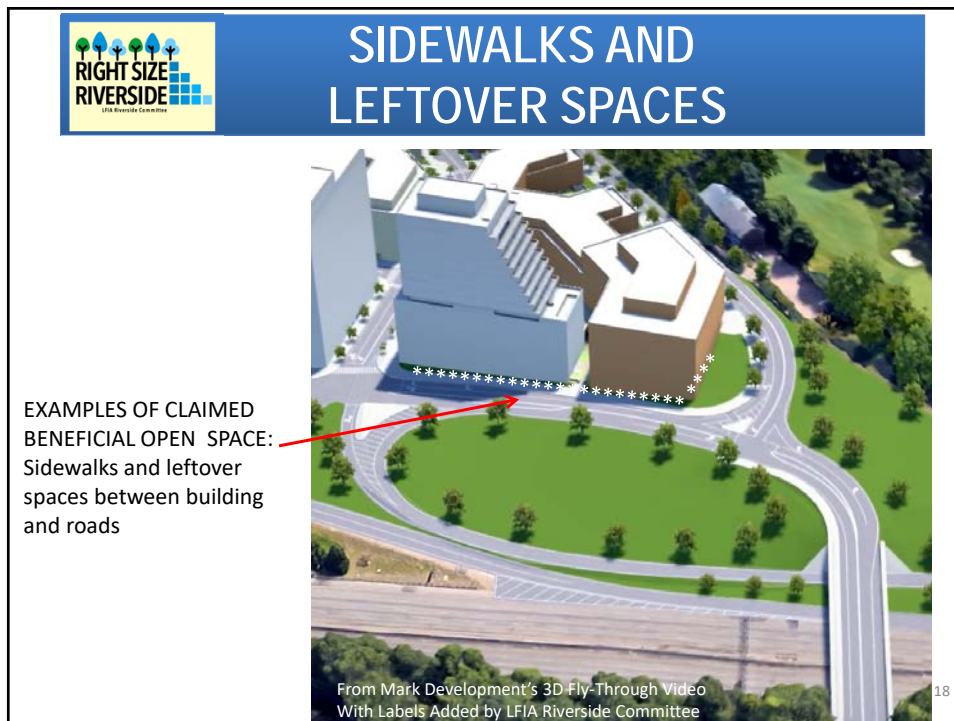 RIGHT SIZE
RIVERSIDE
LFIA Riverside Committee
SIDEWALKS AND
LEFTOVER SPACES
EXAMPLES OF CLAIMED
BENEFICIAL OPEN SPACE:
Sidewalks and leftover
spaces between building
and roads
***********************
****
From Mark Development's 3D Fly-Through Video
With Labels Added by LFIA Riverside Committee
18